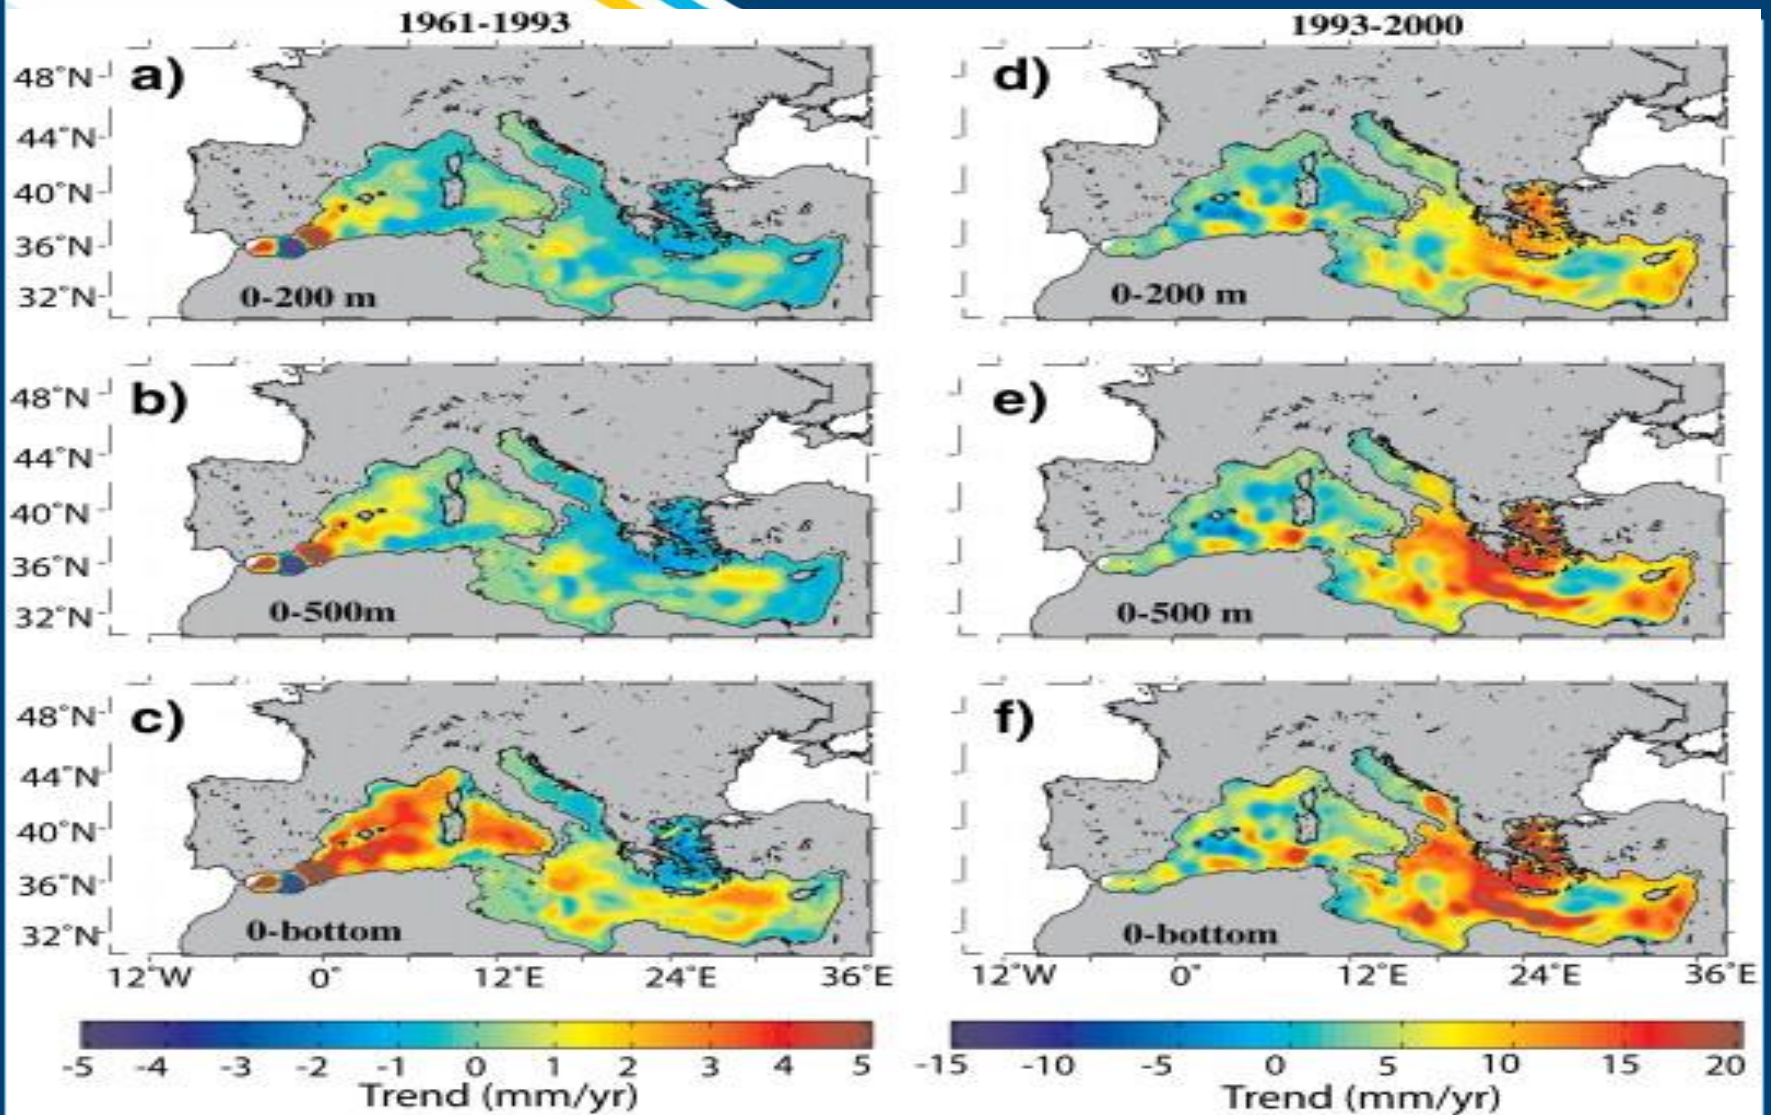 1961-1993
1993-2000
a)
48°N
44°N
40°N
36°N
32°N
0-200 m
d)
0-200 m
b)
48°N
44°N
40°N
36°N
32°N
0-500m
e)
0-500 m
c)
48°N
44°N
40°N
36°N
32°N
0-bottom
f)
0-bottom
12°W 0° 12°E 24°E 36°E
12°W 0° 12°E 24°E 36°E
-5 -4 -3 -2 -1 0 1 2 3 4 5
Trend (mm/yr)
-15 -10 -5 0 5 10 15 20
Trend (mm/yr)